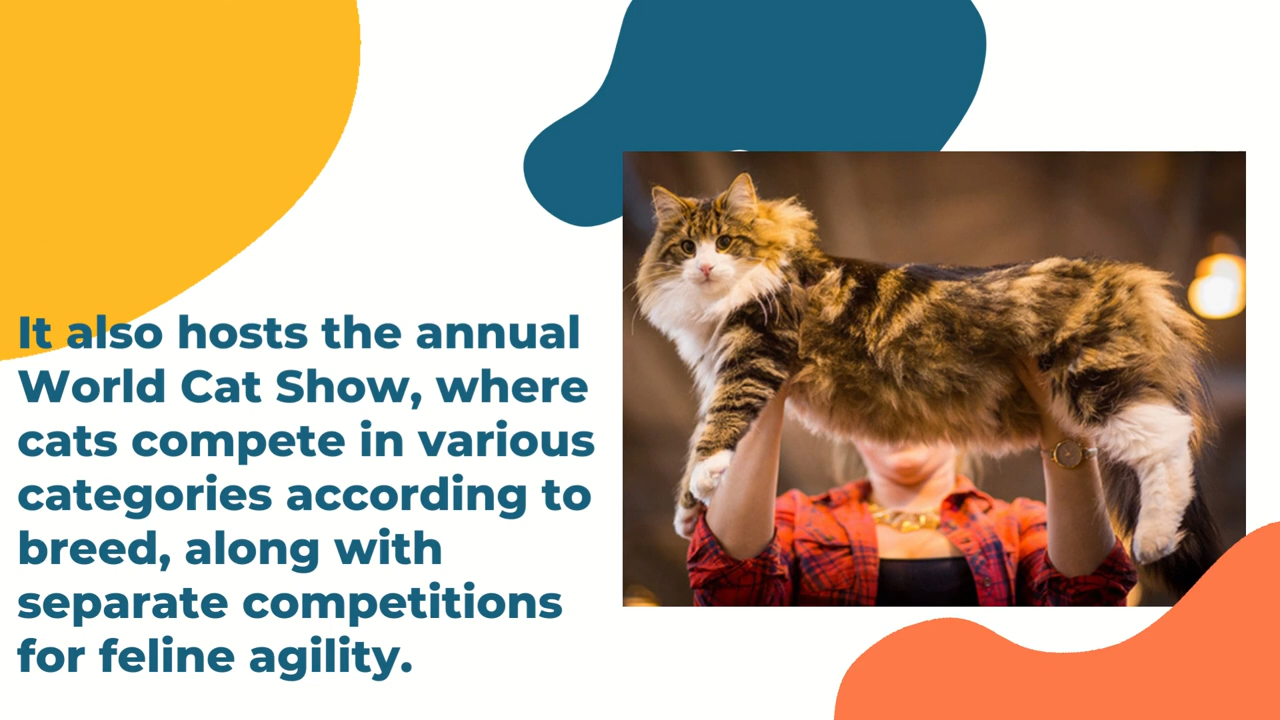 It also hosts the annual
World Cat Show, where
cats compete in various
categories according to
breed, along with
separate competitions
for feline agility.